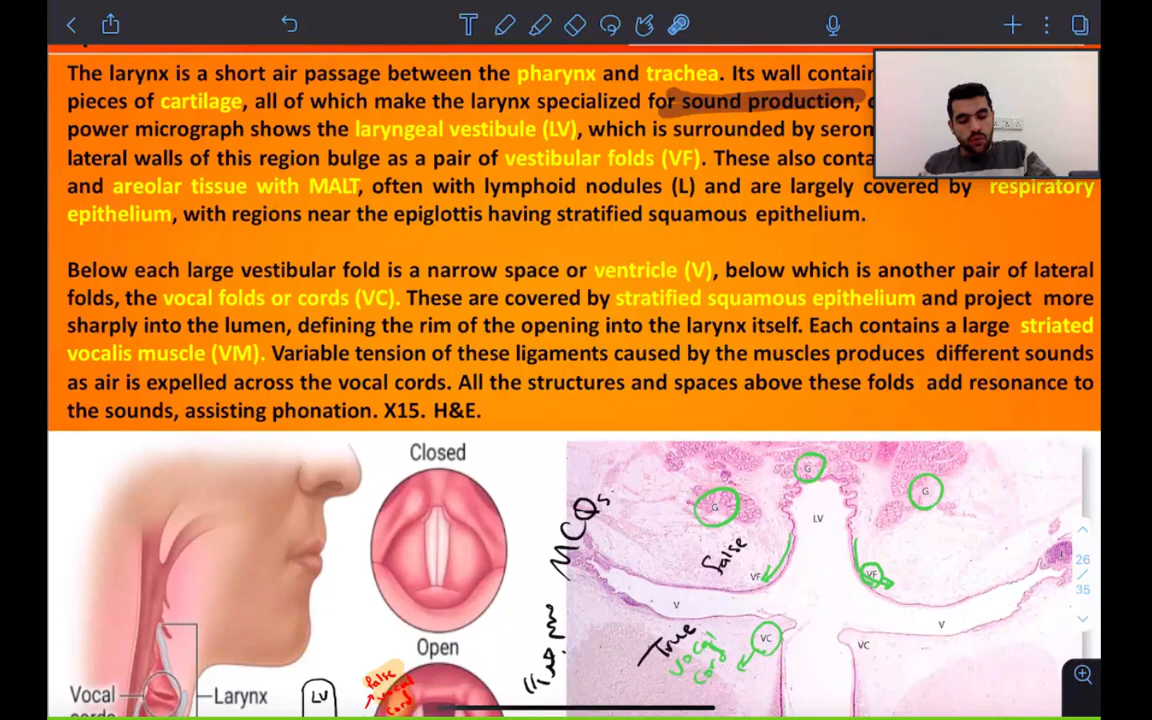 The larynx is a short air passage between the pharynx and trachea. Its wall contain
pieces of cartilage, all of which make the larynx specialized for sound production,
power micrograph shows the laryngeal vestibule (LV), which is surrounded by serom
lateral walls of this region bulge as a pair of vestibular folds (VF). These also conta
and areolar tissue with MALT, often with lymphoid nodules (L) and are largely covered by respiratory
epithelium, with regions near the epiglottis having stratified squamous epithelium.
Below each large vestibular fold is a narrow space or ventricle (V), below which is another pair of lateral
folds, the vocal folds or cords (VC). These are covered by stratified squamous epithelium and project more
sharply into the lumen, defining the rim of the opening into the larynx itself. Each contains a large striated
vocalis muscle (VM). Variable tension of these ligaments caused by the muscles produces different sounds
as air is expelled across the vocal cords. All the structures and spaces above these folds add resonance to
the sounds, assisting phonation. X15. H&E.
Closed
Open
Vocal
Larynx
LV
false
vocal
cord
MCQs
G
G
G
LV
false
VF
VF
L
V
V
True
vocal
cord
VC
VC
26
/
35